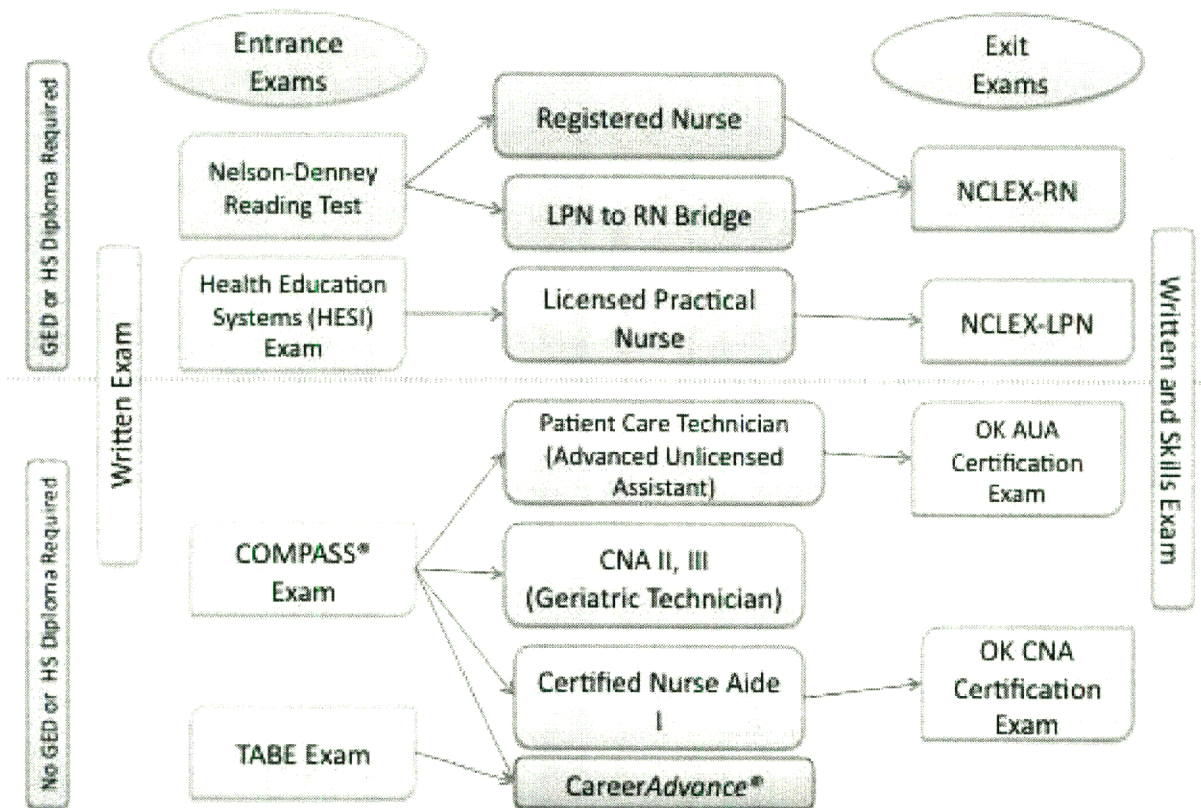 Entrance
Exams
Exit
Exams
GED or HS Diploma Required
Nelson-Denney
Reading Test
Registered Nurse
LPN to RN Bridge
NCLEX-RN
Written Exam
Health Education
Systems (HESI)
Exam
Licensed Practical
Nurse
NCLEX-LPN
Written and Skills Exam
No GED or HS Diploma Required
COMPASS®
Exam
Patient Care Technician
(Advanced Unlicensed
Assistant)
OK AUA
Certification
Exam
CNA II, III
(Geriatric Technician)
Certified Nurse Aide
I
OK CNA
Certification
Exam
TABE Exam
CareerAdvance®